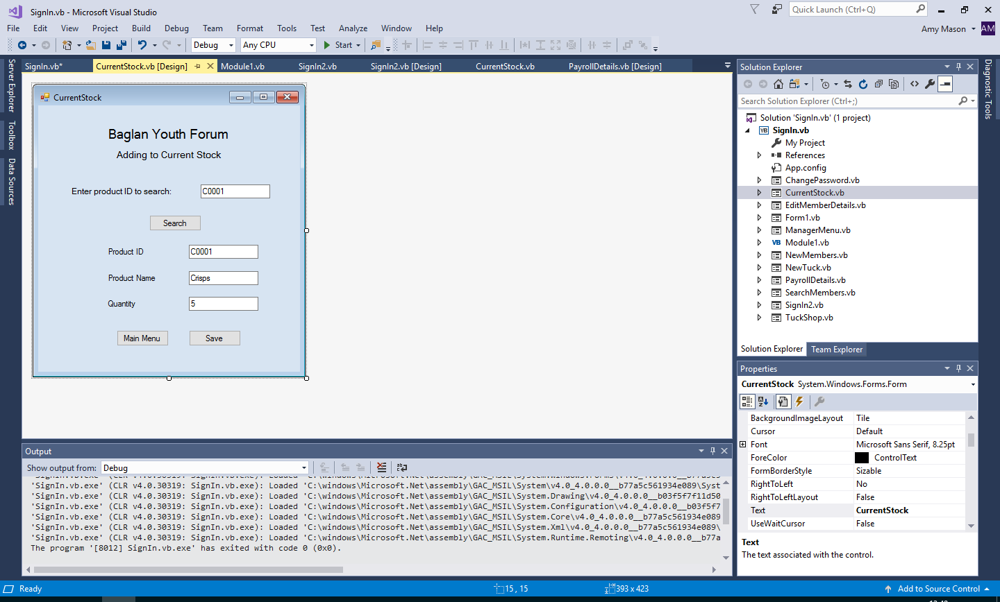 SignIn.vb - Microsoft Visual Studio
Quick Launch (Ctrl+Q)
File Edit View Project Build Debug Team Format Tools Test Analyze Window Help
Amy Mason AM
Debug Any CPU Start
Server Explorer
Toolbox
Data Sources
SignIn.vb* CurrentStock.vb [Design] Module1.vb SignIn2.vb SignIn2.vb [Design] CurrentStock.vb PayrollDetails.vb [Design]
CurrentStock
Baglan Youth Forum
Adding to Current Stock
Enter product ID to search: C0001
Search
Product ID C0001
Product Name Crisps
Quantity 5
Main Menu Save
Output
Show output from: Debug
'SignIn.vb.exe' (CLR v4.0.30319: SignIn.vb.exe): Loaded 'C:\windows\Microsoft.Net\assembly\GAC_MSIL\System\v4.0_4.0.0.0__b77a5c561934e089\Syst
'SignIn.vb.exe' (CLR v4.0.30319: SignIn.vb.exe): Loaded 'C:\windows\Microsoft.Net\assembly\GAC_MSIL\System.Drawing\v4.0_4.0.0.0__b03f5f7f11d50
'SignIn.vb.exe' (CLR v4.0.30319: SignIn.vb.exe): Loaded 'C:\windows\Microsoft.Net\assembly\GAC_MSIL\System.Configuration\v4.0_4.0.0.0__b03f5f7
'SignIn.vb.exe' (CLR v4.0.30319: SignIn.vb.exe): Loaded 'C:\windows\Microsoft.Net\assembly\GAC_MSIL\System.Core\v4.0_4.0.0.0__b77a5c561934e089
'SignIn.vb.exe' (CLR v4.0.30319: SignIn.vb.exe): Loaded 'C:\windows\Microsoft.Net\assembly\GAC_MSIL\System.Xml\v4.0_4.0.0.0__b77a5c561934e089\
'SignIn.vb.exe' (CLR v4.0.30319: SignIn.vb.exe): Loaded 'C:\windows\Microsoft.Net\assembly\GAC_MSIL\System.Runtime.Remoting\v4.0_4.0.0.0__b77a
The program '[8012] SignIn.vb.exe' has exited with code 0 (0x0).
Solution Explorer
Search Solution Explorer (Ctrl+;)
Solution 'SignIn.vb' (1 project)
VB SignIn.vb
My Project
References
App.config
ChangePassword.vb
CurrentStock.vb
EditMemberDetails.vb
Form1.vb
ManagerMenu.vb
VB Module1.vb
NewMembers.vb
NewTuck.vb
PayrollDetails.vb
SearchMembers.vb
SignIn2.vb
TuckShop.vb
Solution Explorer Team Explorer
Properties
CurrentStock System.Windows.Forms.Form
BackgroundImageLayout Tile
Cursor Default
Font Microsoft Sans Serif, 8.25pt
ForeColor ControlText
FormBorderStyle Sizable
RightToLeft No
RightToLeftLayout False
Text CurrentStock
UseWaitCursor False
Text
The text associated with the control.
Diagnostic Tools
Ready 15 , 15 393 x 423 Add to Source Control